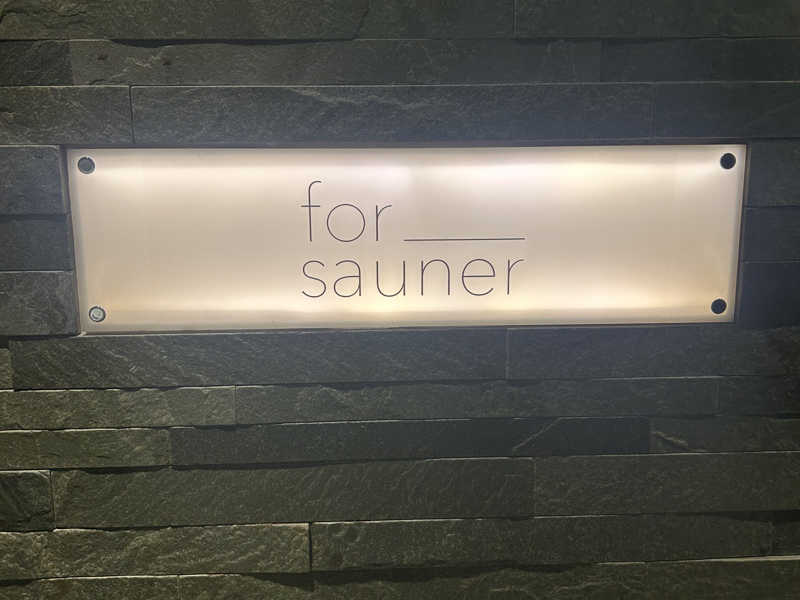 for ____
sauner